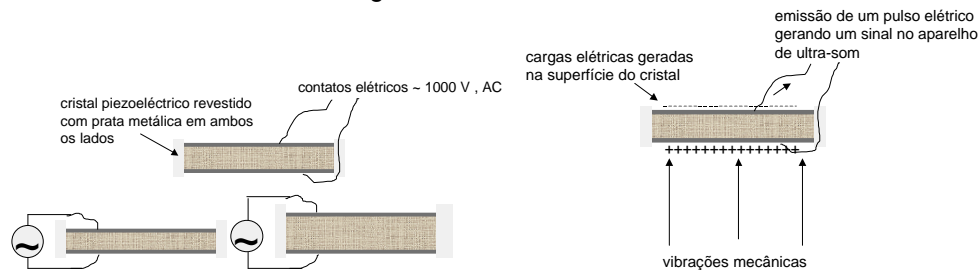 cristal piezoeléctrico revestido
com prata metálica em ambos
os lados
contatos elétricos ~ 1000 V , AC
~
~
cargas elétricas geradas
na superfície do cristal
emissão de um pulso elétrico
gerando um sinal no aparelho
de ultra-som
++++++++++++++
vibrações mecânicas